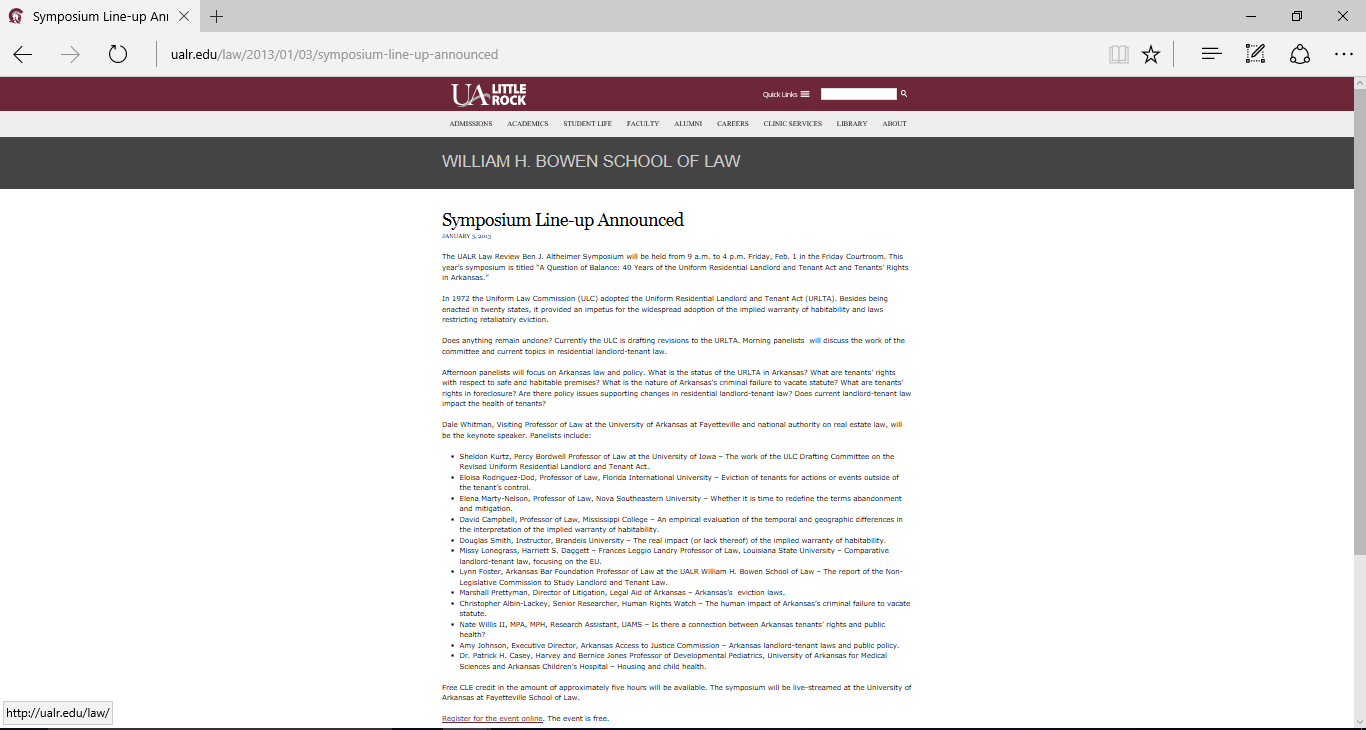 Symposium Line-up Ann
ualr.edu/law/2013/01/03/symposium-line-up-announced
UA LITTLE ROCK
Quick Links
ADMISSIONS ACADEMICS STUDENT LIFE FACULTY ALUMNI CAREERS CLINIC SERVICES LIBRARY ABOUT
WILLIAM H. BOWEN SCHOOL OF LAW
Symposium Line-up Announced
JANUARY 3, 2013
The UALR Law Review Ben J. Altheimer Symposium will be held from 9 a.m. to 4 p.m. Friday, Feb. 1 in the Friday Courtroom. This
year's symposium is titled "A Question of Balance: 40 Years of the Uniform Residential Landlord and Tenant Act and Tenants' Rights
in Arkansas."
In 1972 the Uniform Law Commission (ULC) adopted the Uniform Residential Landlord and Tenant Act (URLTA). Besides being
enacted in twenty states, it provided an impetus for the widespread adoption of the implied warranty of habitability and laws
restricting retaliatory eviction.
Does anything remain undone? Currently the ULC is drafting revisions to the URLTA. Morning panelists will discuss the work of the
committee and current topics in residential landlord-tenant law.
Afternoon panelists will focus on Arkansas law and policy. What is the status of the URLTA in Arkansas? What are tenants' rights
with respect to safe and habitable premises? What is the nature of Arkansas's criminal failure to vacate statute? What are tenants'
rights in foreclosure? Are there policy issues supporting changes in residential landlord-tenant law? Does current landlord-tenant law
impact the health of tenants?
Dale Whitman, Visiting Professor of Law at the University of Arkansas at Fayetteville and national authority on real estate law, will
be the keynote speaker. Panelists include:
• Sheldon Kurtz, Percy Bordwell Professor of Law at the University of Iowa – The work of the ULC Drafting Committee on the
Revised Uniform Residential Landlord and Tenant Act.
• Eloisa Rodriguez-Dod, Professor of Law, Florida International University – Eviction of tenants for actions or events outside of
the tenant's control.
• Elena Marty-Nelson, Professor of Law, Nova Southeastern University – Whether it is time to redefine the terms abandonment
and mitigation.
• David Campbell, Professor of Law, Mississippi College – An empirical evaluation of the temporal and geographic differences in
the interpretation of the implied warranty of habitability.
• Douglas Smith, Instructor, Brandeis University – The real impact (or lack thereof) of the implied warranty of habitability.
• Missy Lonegrass, Harriett S. Daggett – Frances Leggio Landry Professor of Law, Louisiana State University – Comparative
landlord-tenant law, focusing on the EU.
• Lynn Foster, Arkansas Bar Foundation Professor of Law at the UALR William H. Bowen School of Law – The report of the Non-
Legislative Commission to Study Landlord and Tenant Law.
• Marshall Prettyman, Director of Litigation, Legal Aid of Arkansas – Arkansas's eviction laws.
• Christopher Albin-Lackey, Senior Researcher, Human Rights Watch – The human impact of Arkansas's criminal failure to vacate
statute.
• Nate Willis II, MPA, MPH, Research Assistant, UAMS – Is there a connection between Arkansas tenants' rights and public
health?
• Amy Johnson, Executive Director, Arkansas Access to Justice Commission – Arkansas landlord-tenant laws and public policy.
• Dr. Patrick H. Casey, Harvey and Bernice Jones Professor of Developmental Pediatrics, University of Arkansas for Medical
Sciences and Arkansas Children's Hospital – Housing and child health.
Free CLE credit in the amount of approximately five hours will be available. The symposium will be live-streamed at the University of
Arkansas at Fayetteville School of Law.
Register for the event online. The event is free.
http://ualr.edu/law/